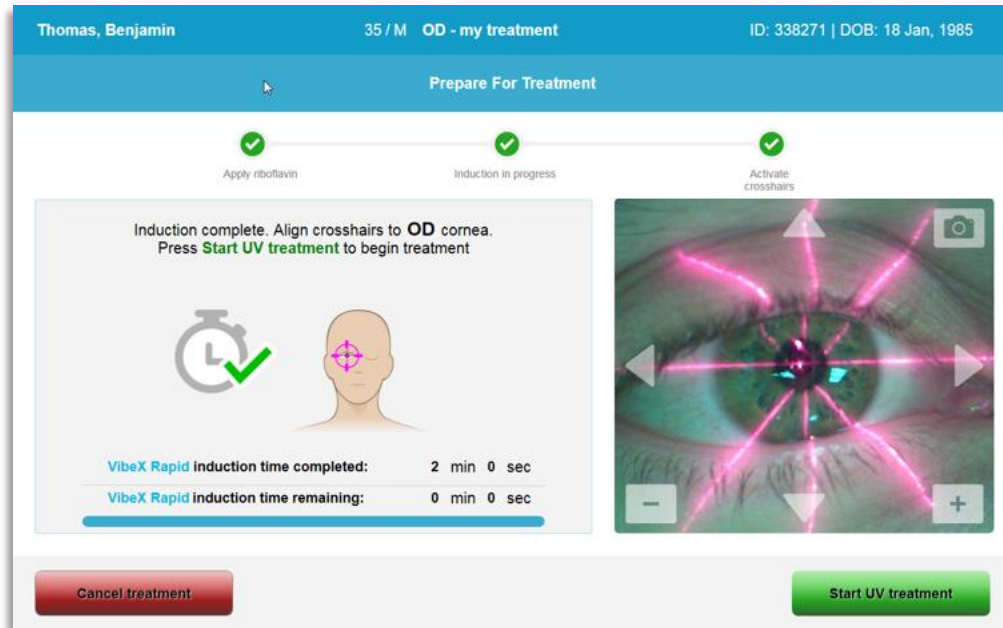 Thomas, Benjamin 35 / M OD - my treatment ID: 338271 | DOB: 18 Jan, 1985
Prepare For Treatment
Apply riboflavin
Induction in progress
Activate
crosshairs
Induction complete. Align crosshairs to OD cornea.
Press Start UV treatment to begin treatment
VibeX Rapid induction time completed: 2 min 0 sec
VibeX Rapid induction time remaining: 0 min 0 sec
Cancel treatment
Start UV treatment